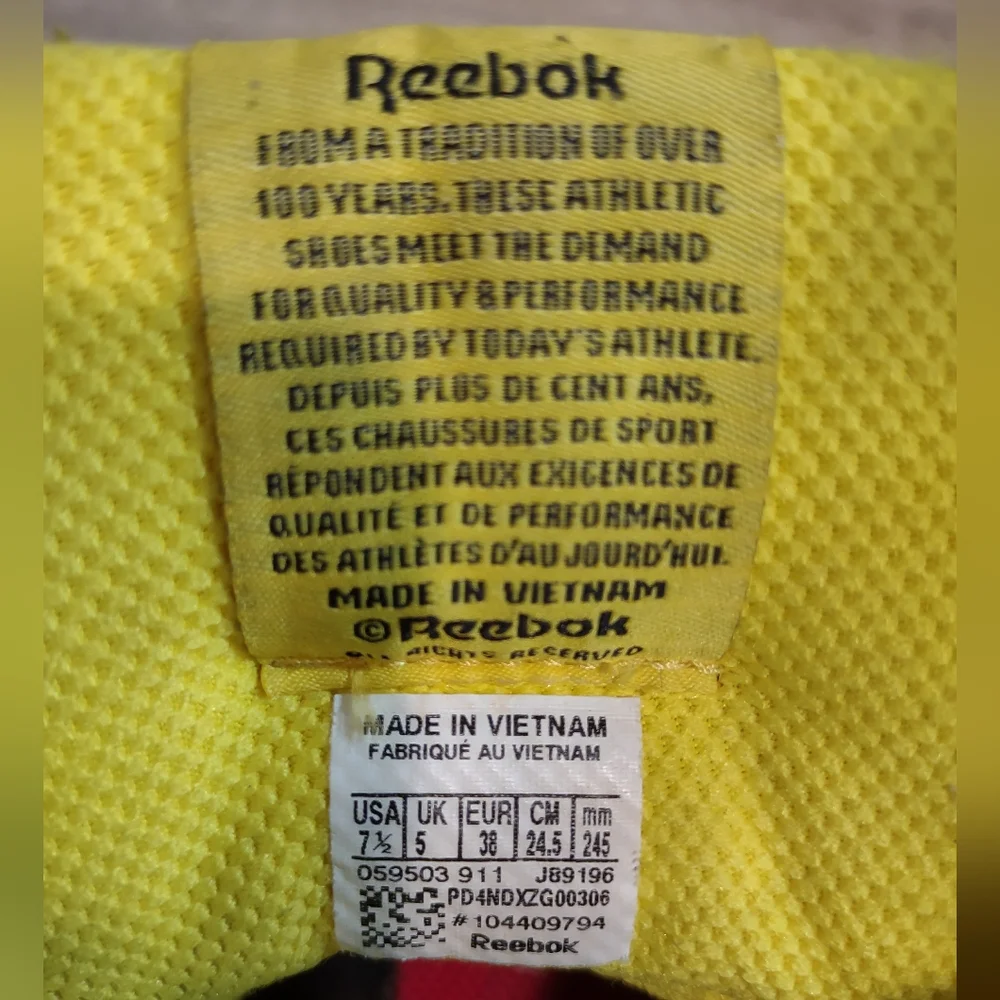 Reebok
FROM A TRADITION OF OVER
100 YEARS. THESE ATHLETIC
SHOES MEET THE DEMAND
FOR QUALITY & PERFORMANCE
REQUIRED BY TODAY'S ATHLETE.
DEPUIS PLUS DE CENT ANS,
CES CHAUSSURES DE SPORT
RÉPONDENT AUX EXIGENCES DE
QUALITÉ ET DE PERFORMANCE
DES ATHLÈTES D'AUJOURD'HUI.
MADE IN VIETNAM
©Reebok
ALL RIGHTS RESERVED
MADE IN VIETNAM
FABRIQUÉ AU VIETNAM
USA UK EUR CM mm
7½ 5 38 24.5 245
059503 911 J89196
PD4NDXZG00306
#104409794
Reebok